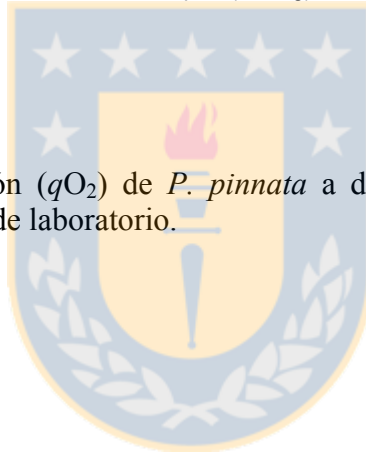 ón (qO₂) de P. pinnata a d
de laboratorio.